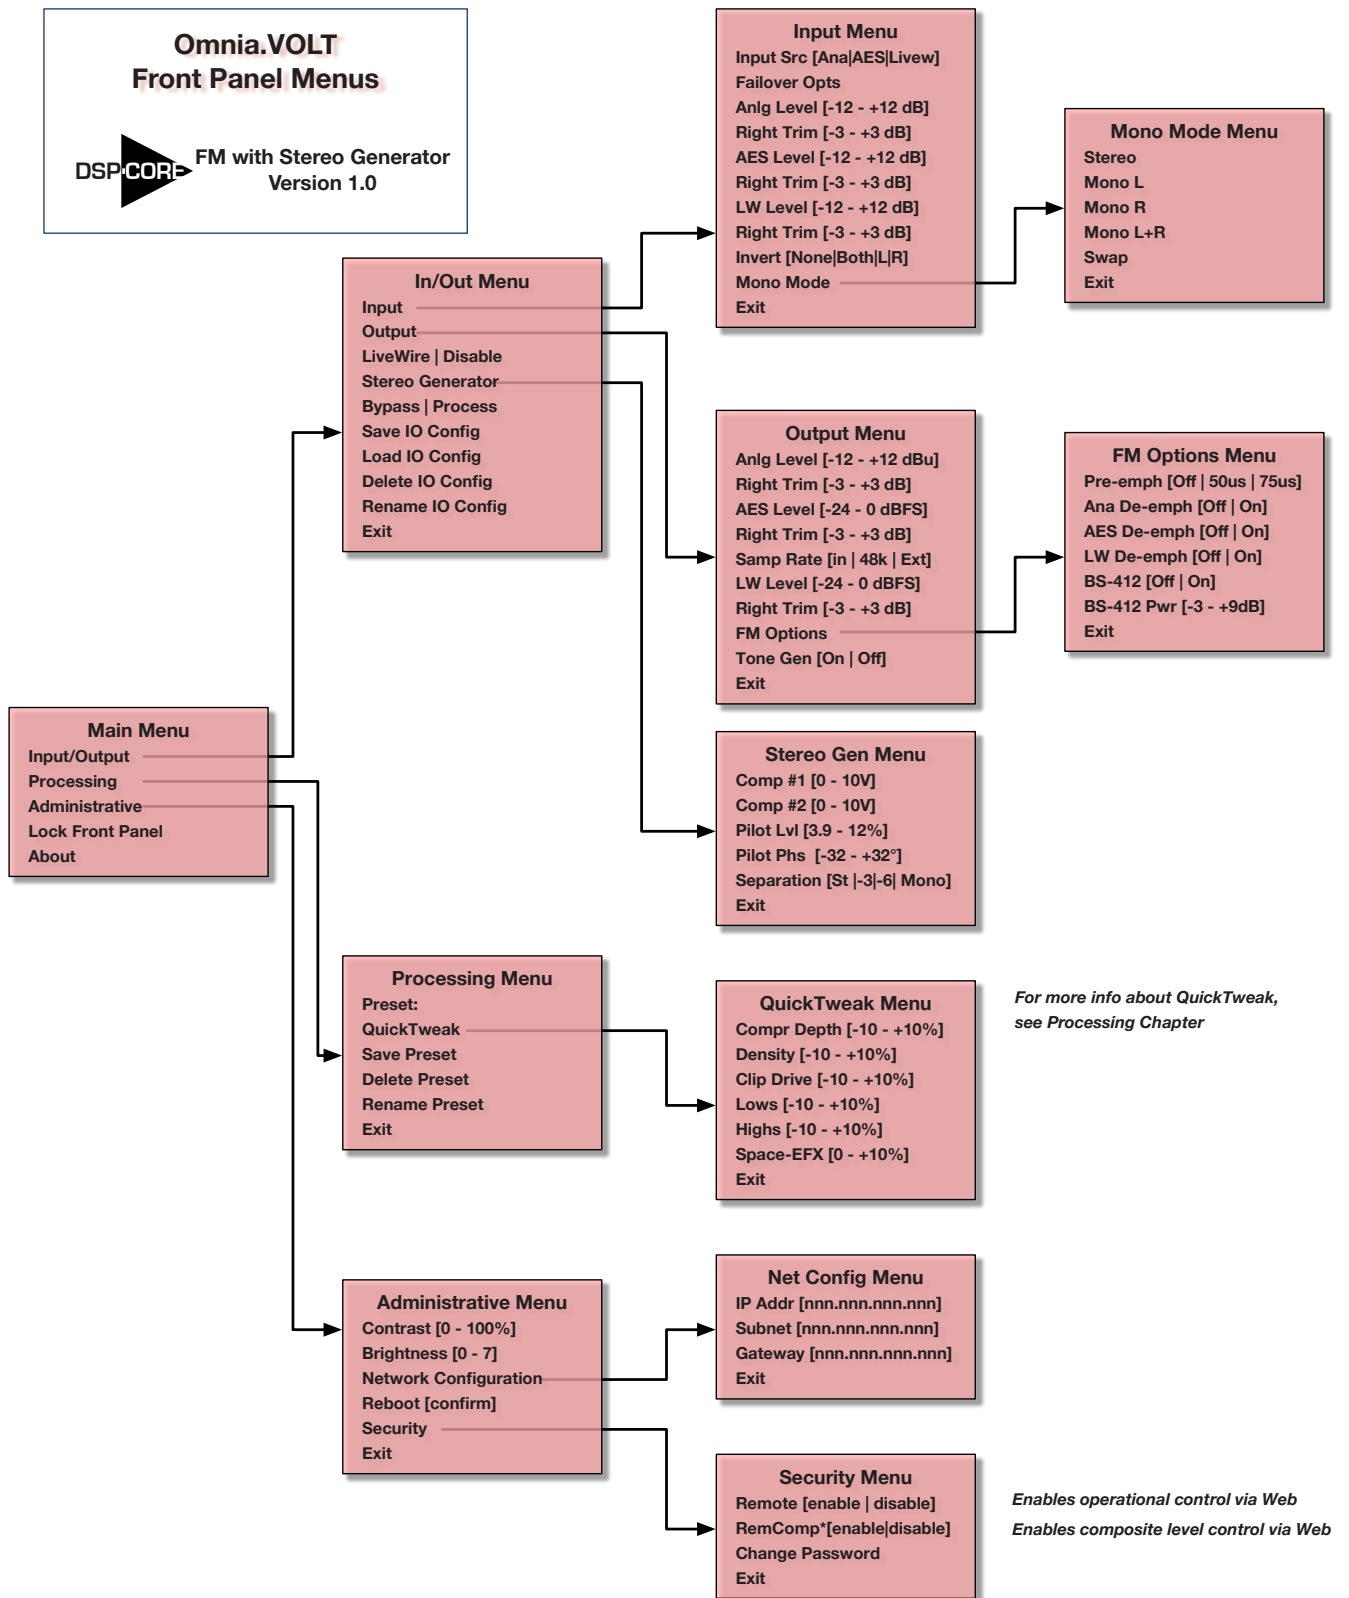 Omnia.VOLT
Front Panel Menus
DSP-CORE
FM with Stereo Generator
Version 1.0
Main Menu
Input/Output
Processing
Administrative
Lock Front Panel
About
In/Out Menu
Input
Output
LiveWire | Disable
Stereo Generator
Bypass | Process
Save IO Config
Load IO Config
Delete IO Config
Rename IO Config
Exit
Input Menu
Input Src [Ana|AES|Livew]
Failover Opts
Anlg Level [-12 - +12 dB]
Right Trim [-3 - +3 dB]
AES Level [-12 - +12 dB]
Right Trim [-3 - +3 dB]
LW Level [-12 - +12 dB]
Right Trim [-3 - +3 dB]
Invert [None|Both|L|R]
Mono Mode
Exit
Mono Mode Menu
Stereo
Mono L
Mono R
Mono L+R
Swap
Exit
Output Menu
Anlg Level [-12 - +12 dBu]
Right Trim [-3 - +3 dB]
AES Level [-24 - 0 dBFS]
Right Trim [-3 - +3 dB]
Samp Rate [in | 48k | Ext]
LW Level [-24 - 0 dBFS]
Right Trim [-3 - +3 dB]
FM Options
Tone Gen [On | Off]
Exit
FM Options Menu
Pre-emph [Off | 50us | 75us]
Ana De-emph [Off | On]
AES De-emph [Off | On]
LW De-emph [Off | On]
BS-412 [Off | On]
BS-412 Pwr [-3 - +9dB]
Exit
Stereo Gen Menu
Comp #1 [0 - 10V]
Comp #2 [0 - 10V]
Pilot Lvl [3.9 - 12%]
Pilot Phs [-32 - +32°]
Separation [St |-3|-6| Mono]
Exit
Processing Menu
Preset:
QuickTweak
Save Preset
Delete Preset
Rename Preset
Exit
QuickTweak Menu
Compr Depth [-10 - +10%]
Density [-10 - +10%]
Clip Drive [-10 - +10%]
Lows [-10 - +10%]
Highs [-10 - +10%]
Space-EFX [0 - +10%]
Exit
For more info about QuickTweak,
see Processing Chapter
Administrative Menu
Contrast [0 - 100%]
Brightness [0 - 7]
Network Configuration
Reboot [confirm]
Security
Exit
Net Config Menu
IP Addr [nnn.nnn.nnn.nnn]
Subnet [nnn.nnn.nnn.nnn]
Gateway [nnn.nnn.nnn.nnn]
Exit
Security Menu
Remote [enable | disable]
RemComp*[enable|disable]
Change Password
Exit
Enables operational control via Web
Enables composite level control via Web